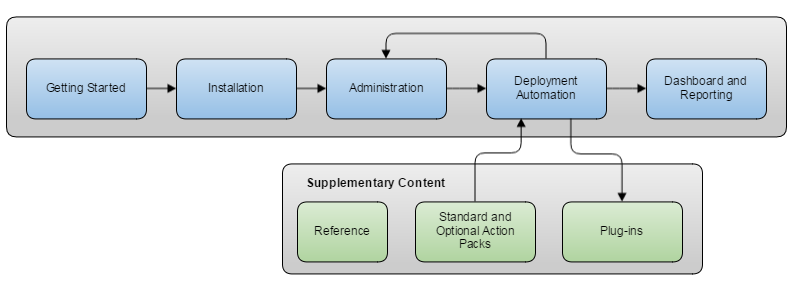 Getting Started
Installation
Administration
Deployment
Automation
Dashboard and
Reporting
Supplementary Content
Reference
Standard and
Optional Action
Packs
Plug-ins